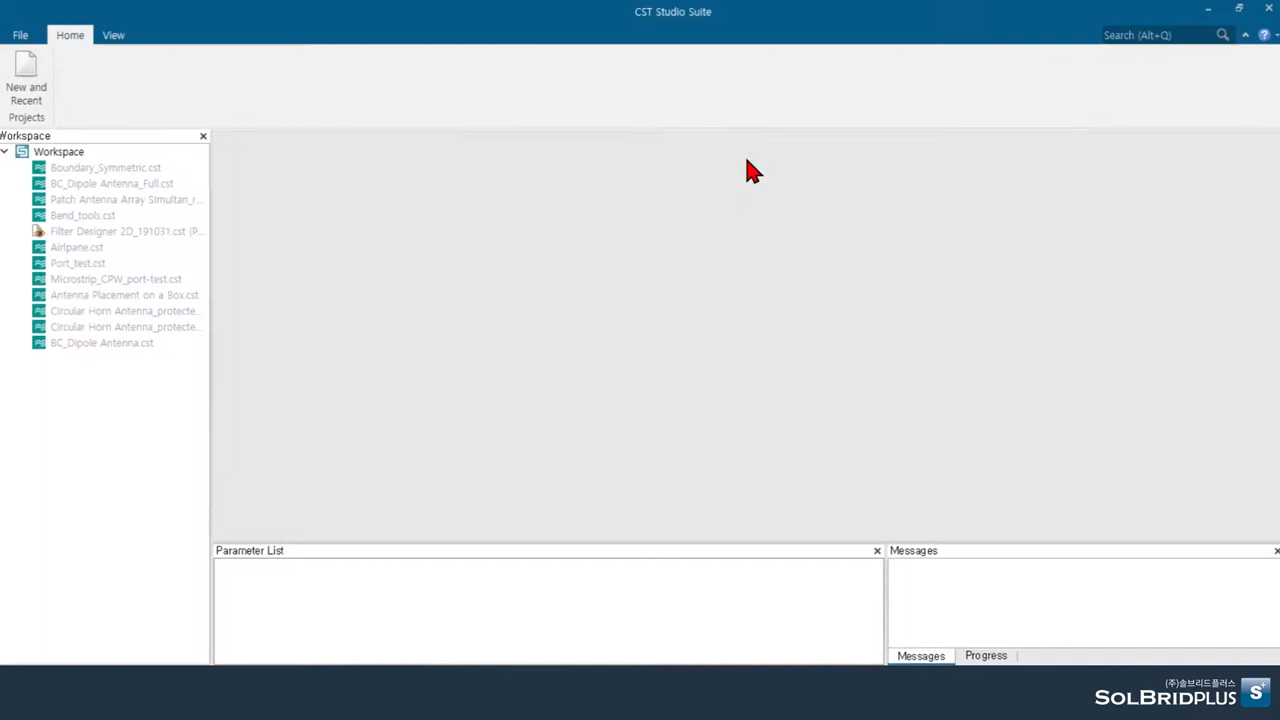 CST Studio Suite
File Home View
Search (Alt+Q)
New and
Recent
Projects
Workspace
Workspace
Boundary_Symmetric.cst
BC_Dipole Antenna_Full.cst
Patch Antenna Array Simultan_r...
Bend_tools.cst
Filter Designer 2D_191031.cst (P...
Airlpane.cst
Port_test.cst
Microstrip_CPW_port-test.cst
Antenna Placement on a Box.cst
Circular Horn Antenna_protecte...
Circular Horn Antenna_protecte...
BC_Dipole Antenna.cst
Parameter List
Messages
Messages Progress
(주)솔브리드플러스
SOLBRIDPLUS S+